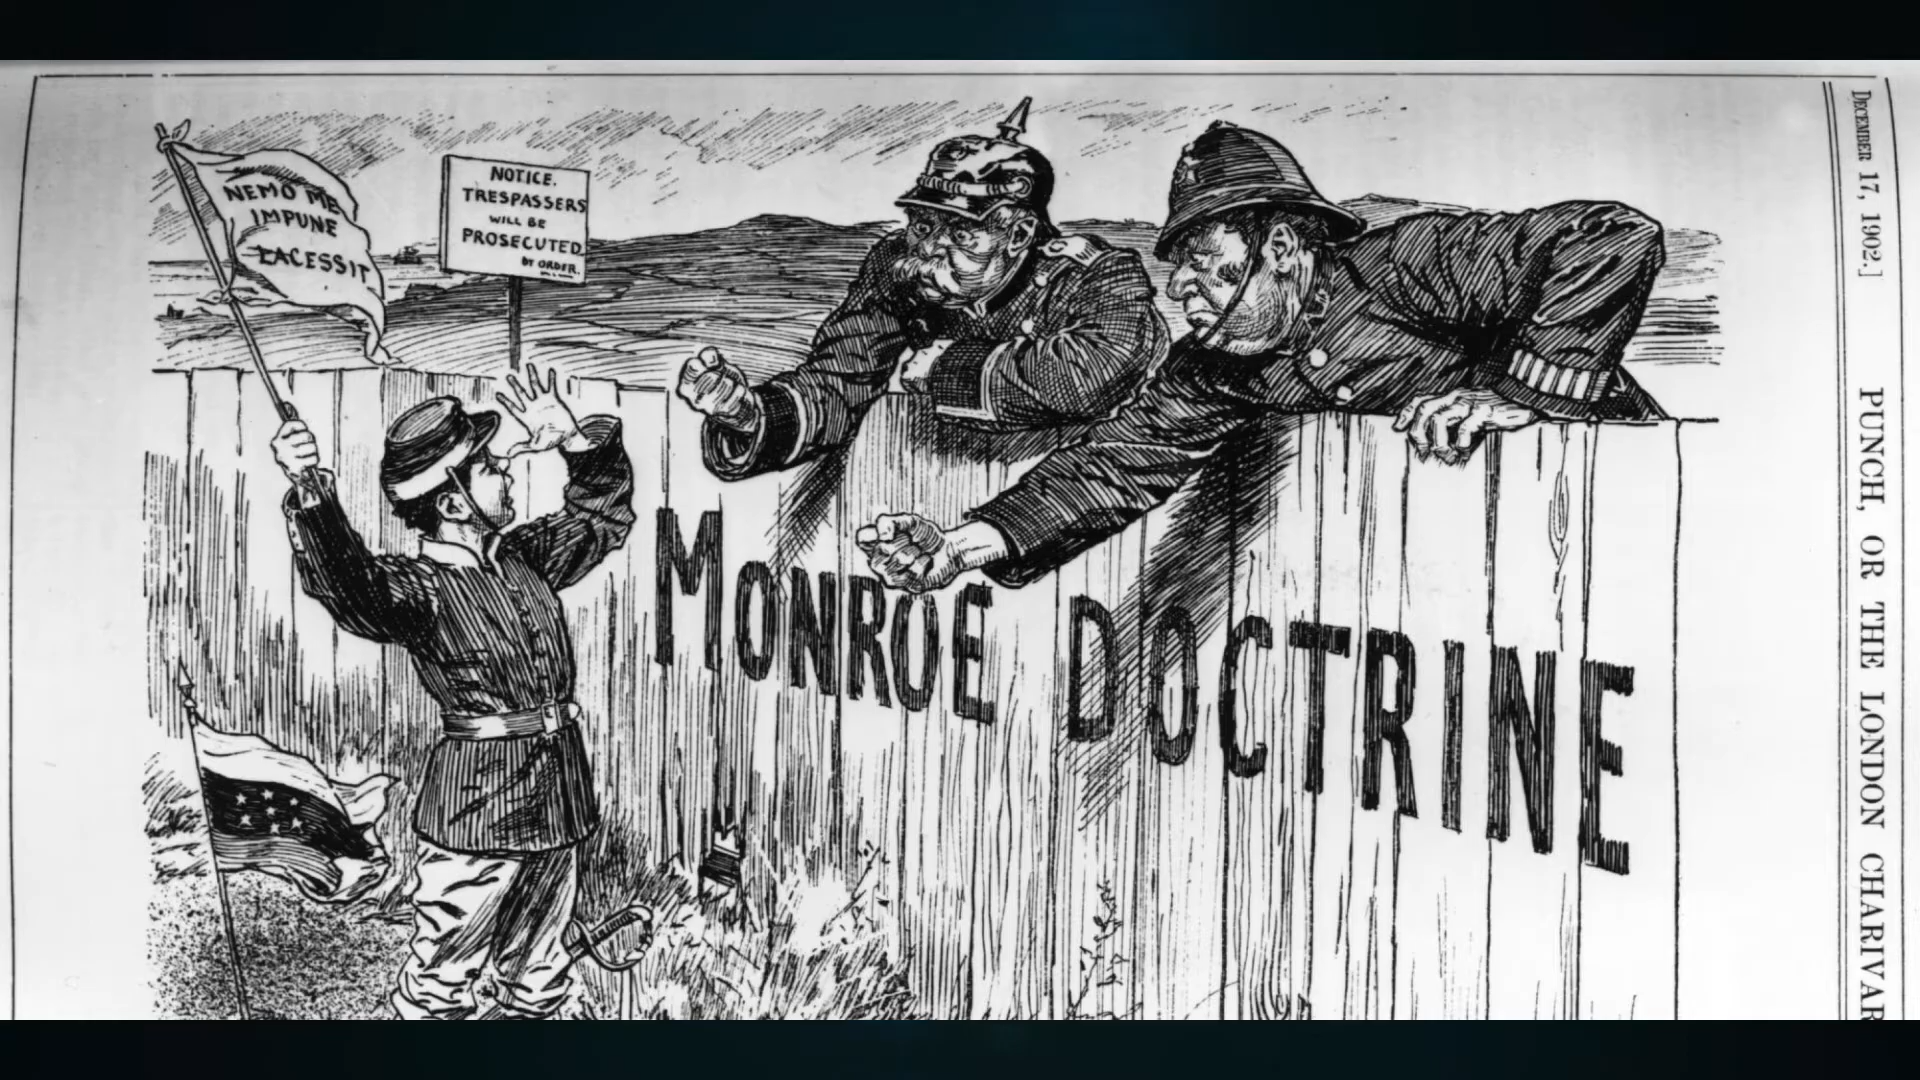 NEMO ME
IMPUNE
LACESSIT
NOTICE.
TRESPASSERS
WILL BE
PROSECUTED
BY ORDER.
MONROE DOCTRINE
DECEMBER 17, 1902.]
PUNCH, OR THE LONDON CHARIVAR